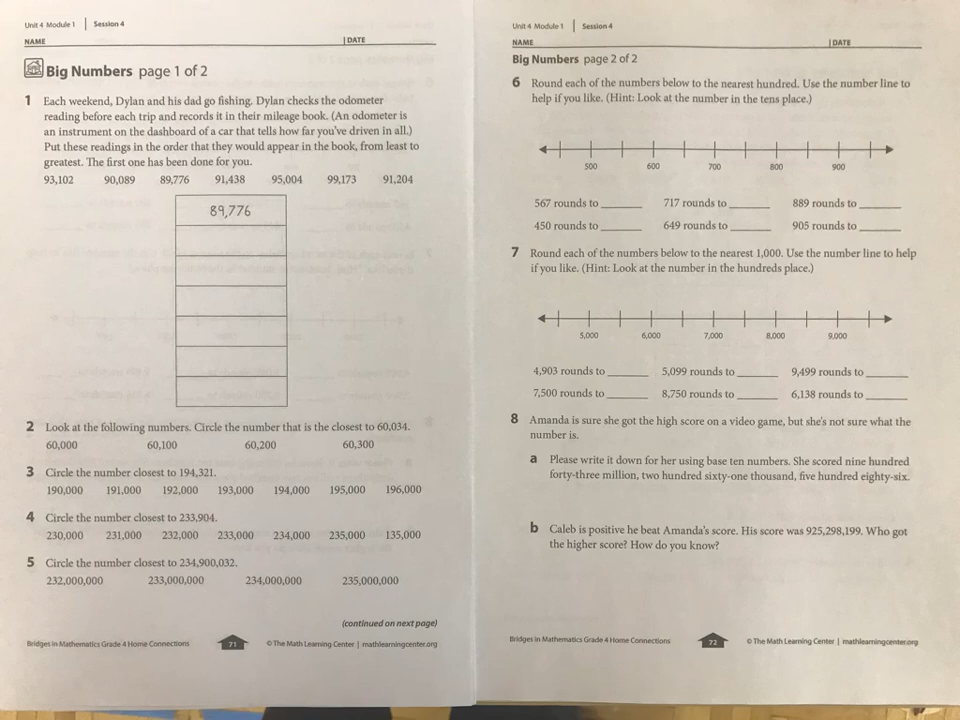 Unit 4 Module 1 | Session 4
NAME | DATE
Big Numbers page 1 of 2
1 Each weekend, Dylan and his dad go fishing. Dylan checks the odometer
reading before each trip and records it in their mileage book. (An odometer is
an instrument on the dashboard of a car that tells how far you've driven in all.)
Put these readings in the order that they would appear in the book, from least to
greatest. The first one has been done for you.
93,102 90,089 89,776 91,438 95,004 99,173 91,204
89,776
2 Look at the following numbers. Circle the number that is the closest to 60,034.
60,000 60,100 60,200 60,300
3 Circle the number closest to 194,321.
190,000 191,000 192,000 193,000 194,000 195,000 196,000
4 Circle the number closest to 233,904.
230,000 231,000 232,000 233,000 234,000 235,000 135,000
5 Circle the number closest to 234,900,032.
232,000,000 233,000,000 234,000,000 235,000,000
(continued on next page)
Bridges in Mathematics Grade 4 Home Connections 71 © The Math Learning Center | mathlearningcenter.org
Unit 4 Module 1 | Session 4
NAME | DATE
Big Numbers page 2 of 2
6 Round each of the numbers below to the nearest hundred. Use the number line to
help if you like. (Hint: Look at the number in the tens place.)
500 600 700 800 900
567 rounds to ______ 717 rounds to ______ 889 rounds to ______
450 rounds to ______ 649 rounds to ______ 905 rounds to ______
7 Round each of the numbers below to the nearest 1,000. Use the number line to help
if you like. (Hint: Look at the number in the hundreds place.)
5,000 6,000 7,000 8,000 9,000
4,903 rounds to ______ 5,099 rounds to ______ 9,499 rounds to ______
7,500 rounds to ______ 8,750 rounds to ______ 6,138 rounds to ______
8 Amanda is sure she got the high score on a video game, but she's not sure what the
number is.
a Please write it down for her using base ten numbers. She scored nine hundred
forty-three million, two hundred sixty-one thousand, five hundred eighty-six.
b Caleb is positive he beat Amanda's score. His score was 925,298,199. Who got
the higher score? How do you know?
Bridges in Mathematics Grade 4 Home Connections 72 © The Math Learning Center | mathlearningcenter.org